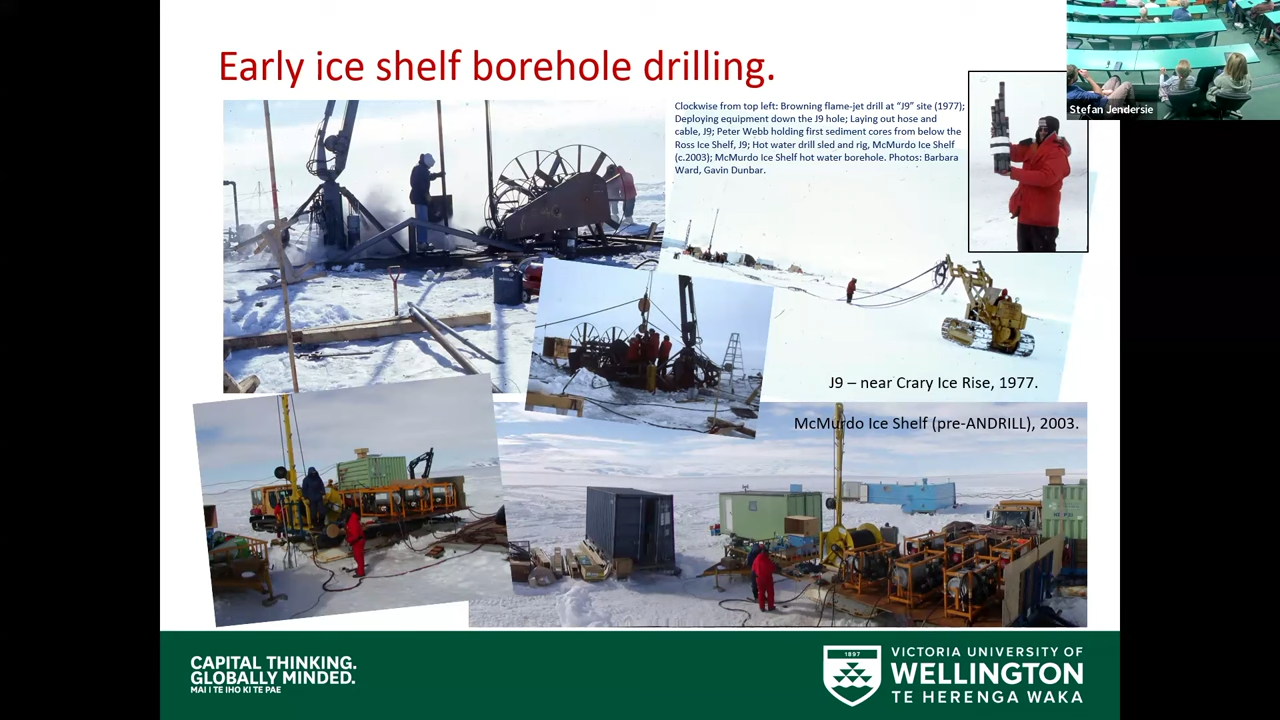 Early ice shelf borehole drilling.
Clockwise from top left: Browning flame-jet drill at “J9” site (1977);
Deploying equipment down the J9 hole; Laying out hose and
cable, J9; Peter Webb holding first sediment cores from below the
Ross Ice Shelf, J9; Hot water drill sled and rig, McMurdo Ice Shelf
(c.2003); McMurdo Ice Shelf hot water borehole. Photos: Barbara
Ward, Gavin Dunbar.
Stefan Jendersie
J9 – near Crary Ice Rise, 1977.
McMurdo Ice Shelf (pre-ANDRILL), 2003.
CAPITAL THINKING.
GLOBALLY MINDED.
MAI I TE IHO KI TE PAE
1897
VICTORIA UNIVERSITY OF
WELLINGTON
TE HERENGA WAKA